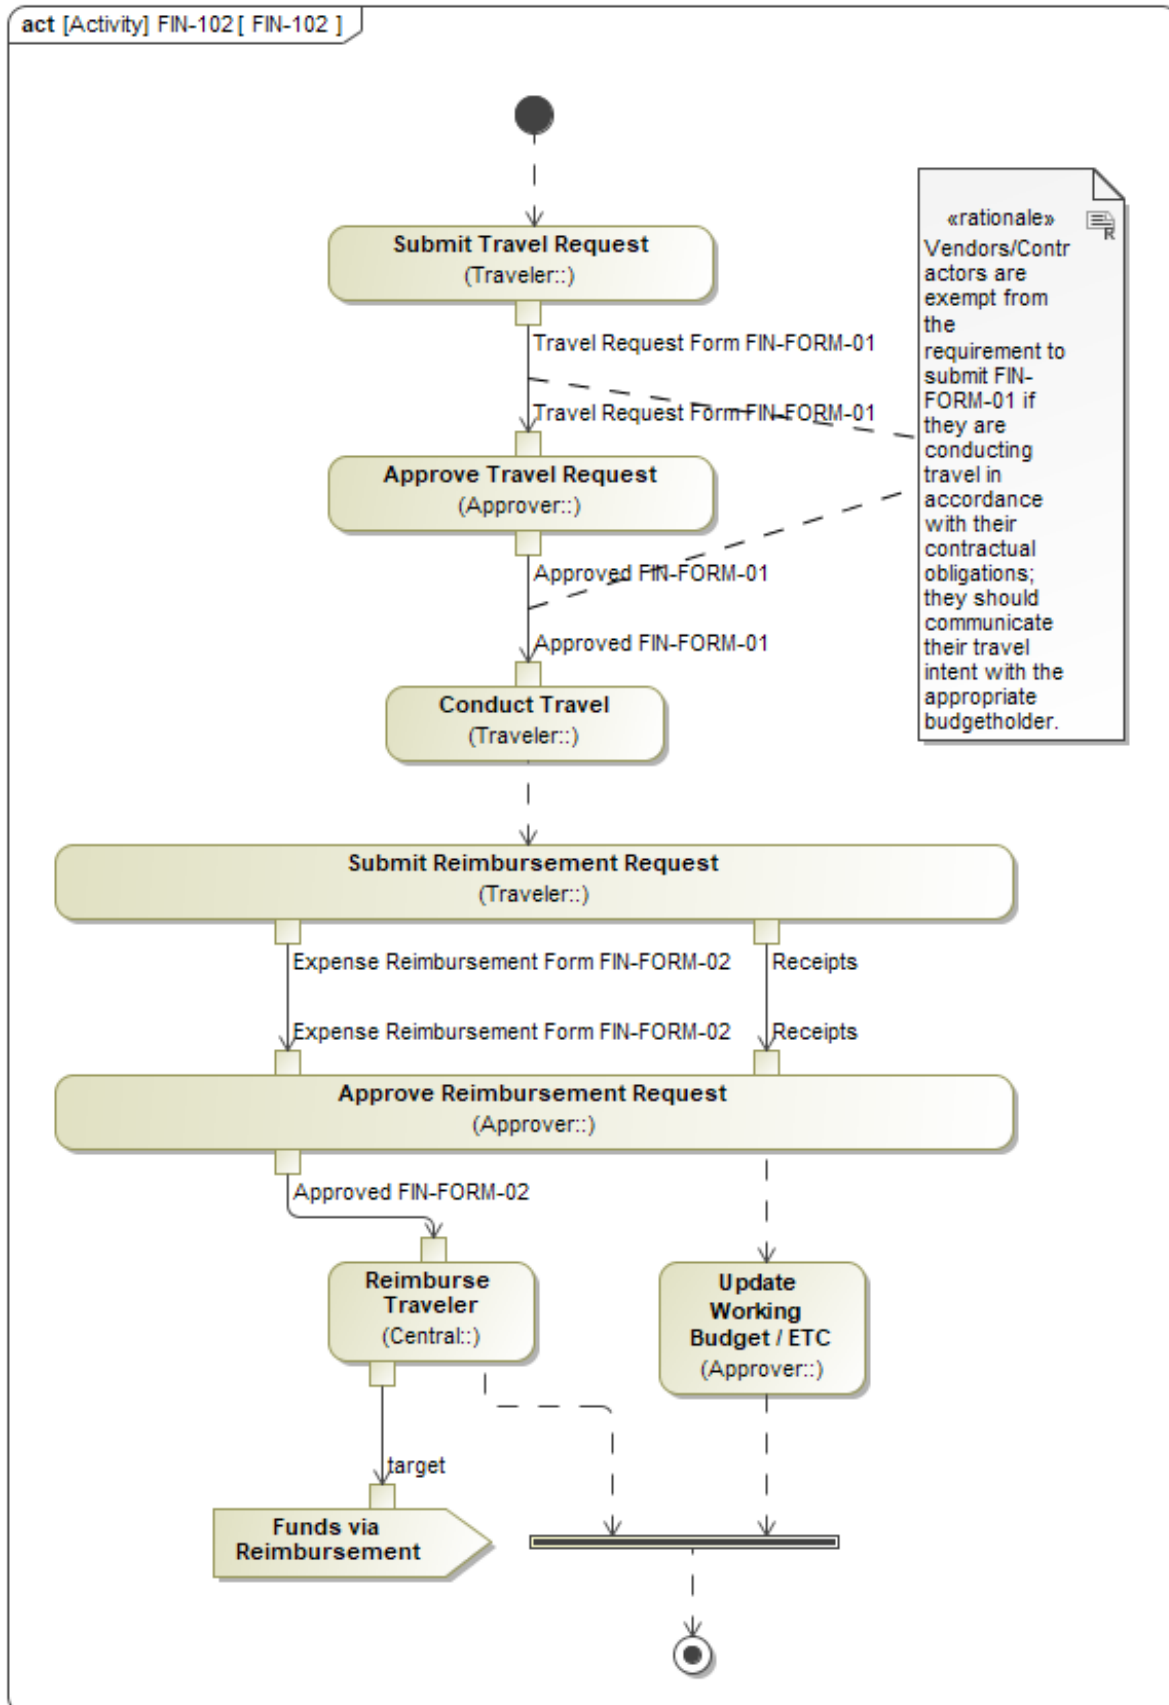 act [Activity] FIN-102 [ FIN-102 ]
Submit Travel Request
(Traveler::)
Travel Request Form FIN-FORM-01
Travel Request Form FIN-FORM-01
Approve Travel Request
(Approver::)
Approved FIN-FORM-01
Approved FIN-FORM-01
Conduct Travel
(Traveler::)
«rationale»
R
Vendors/Contr
actors are
exempt from
the
requirement to
submit FIN-
FORM-01 if
they are
conducting
travel in
accordance
with their
contractual
obligations;
they should
communicate
their travel
intent with the
appropriate
budgetholder.
Submit Reimbursement Request
(Traveler::)
Expense Reimbursement Form FIN-FORM-02
Receipts
Expense Reimbursement Form FIN-FORM-02
Receipts
Approve Reimbursement Request
(Approver::)
Approved FIN-FORM-02
Reimburse
Traveler
(Central::)
Update
Working
Budget / ETC
(Approver::)
target
Funds via
Reimbursement